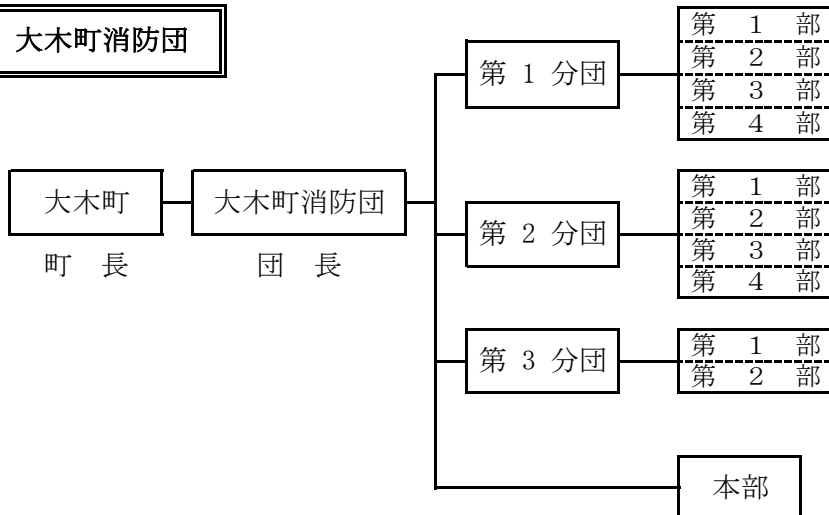 大木町消防団
大木町
町　長
大木町消防団
団　長
第 1 分団
第　1　部
第　2　部
第　3　部
第　4　部
第 2 分団
第　1　部
第　2　部
第　3　部
第　4　部
第 3 分団
第　1　部
第　2　部
本部